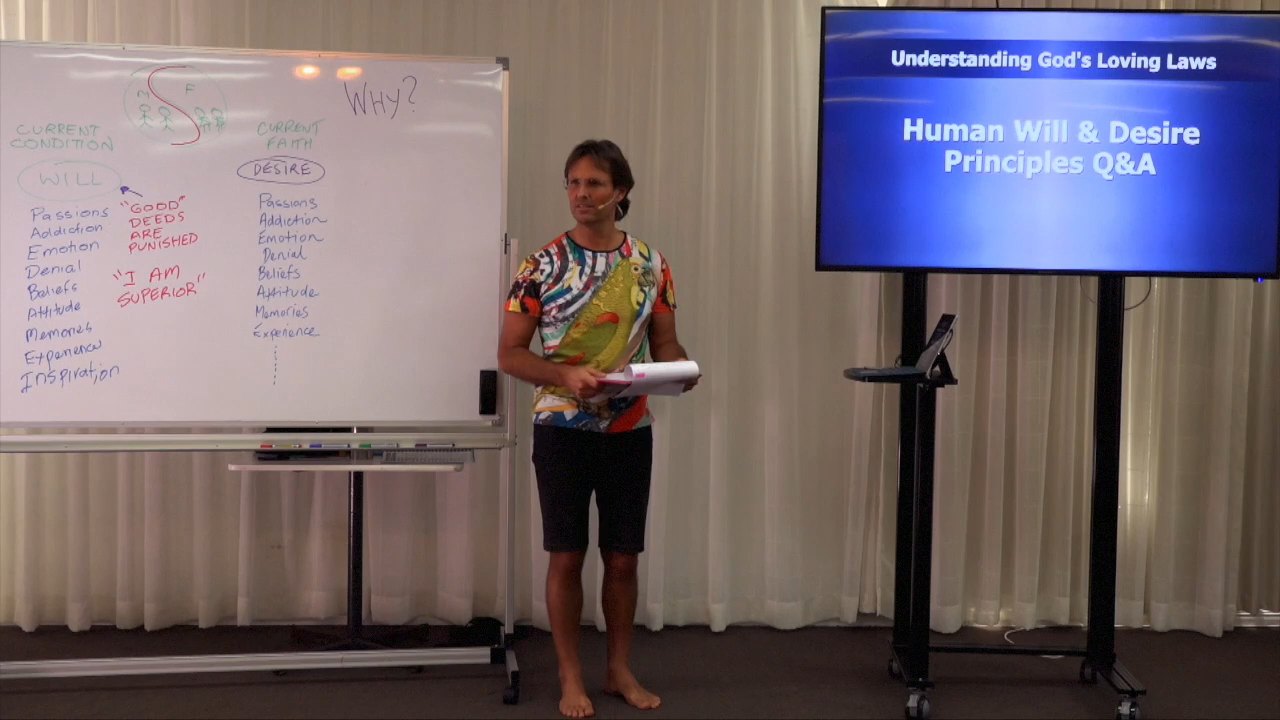 WHY?
M
F
CURRENT
CONDITION
WILL
Passions
Addiction
Emotion
Denial
Beliefs
Attitude
Memories
Experience
Inspiration
"GOOD"
DEEDS
ARE
PUNISHED
"I AM
SUPERIOR"
CURRENT
FAITH
DESIRE
Passions
Addiction
Emotion
Denial
Beliefs
Attitude
Memories
Experience
Understanding God's Loving Laws
Human Will & Desire
Principles Q&A